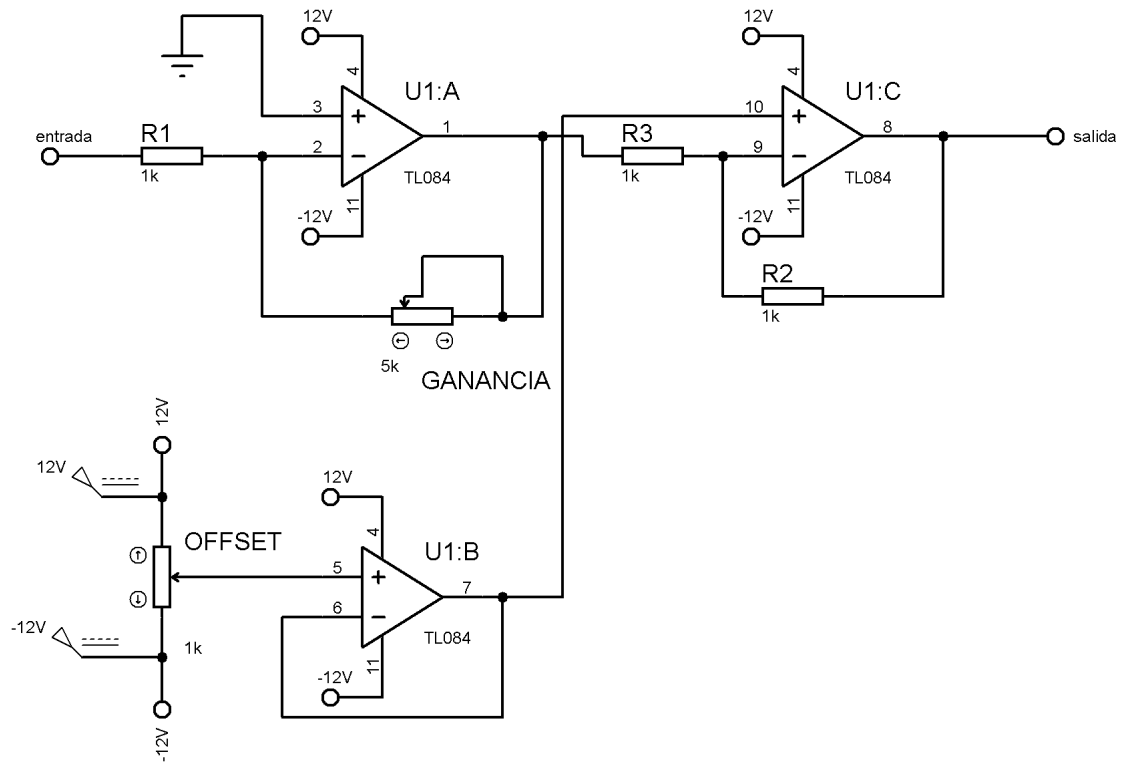 12V
4
U1:A
3
1
2
TL084
11
-12V
entrada
R1
1k
5k
GANANCIA
12V
4
U1:C
10
8
9
TL084
11
-12V
salida
R3
1k
R2
1k
12V
12V
OFFSET
-12V
1k
-12V
12V
4
U1:B
5
7
6
TL084
11
-12V